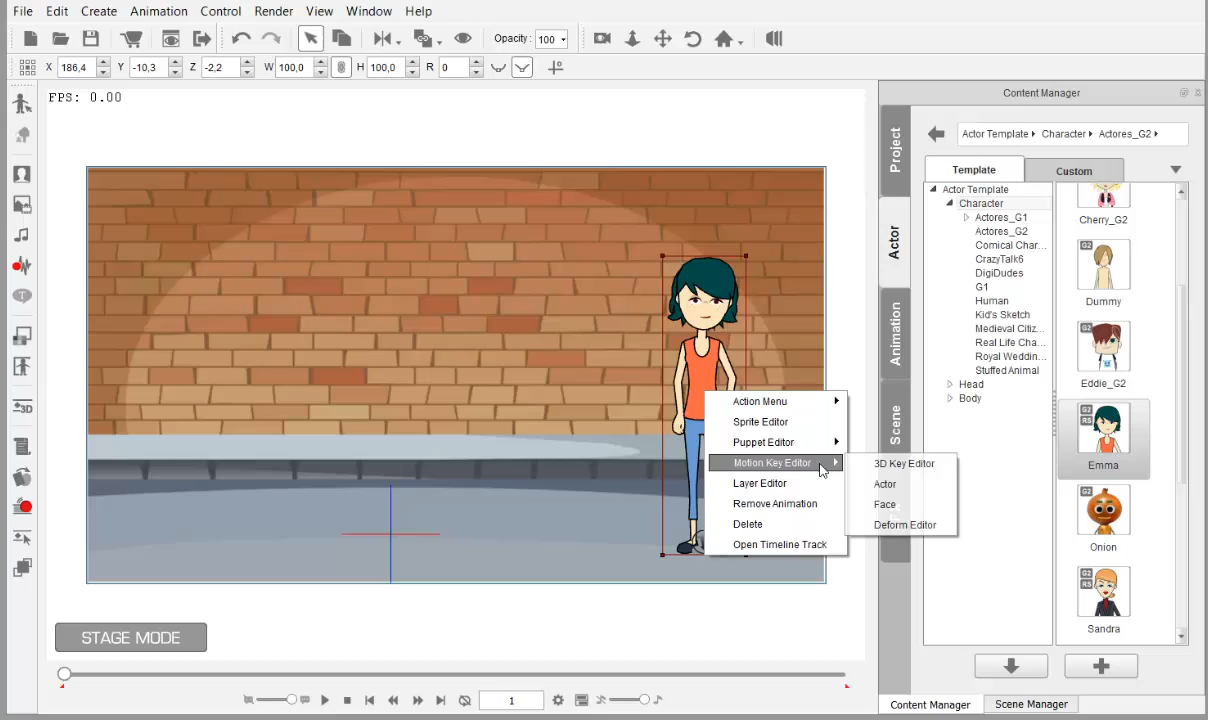 File Edit Create Animation Control Render View Window Help
Opacity: 100
X 186,4 Y -10,3 Z -2,2 W 100,0 H 100,0 R 0
FPS: 0.00
Content Manager
Actor Template Character Actores_G2
Project
Actor
Animation
Scene
Template Custom
Actor Template
Character
Actores_G1
Actores_G2
Comical Char...
CrazyTalk6
DigiDudes
G1
Human
Kid's Sketch
Medieval Citiz...
Real Life Cha...
Royal Weddin...
Stuffed Animal
Head
Body
Cherry_G2
G2
Dummy
G2
Eddie_G2
G2
RS
Emma
G2
Onion
G2
RS
Sandra
Action Menu
Sprite Editor
Puppet Editor
Motion Key Editor
Layer Editor
Remove Animation
Delete
Open Timeline Track
3D Key Editor
Actor
Face
Deform Editor
T
3D
STAGE MODE
1
Content Manager Scene Manager